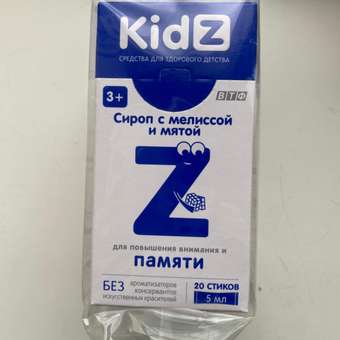 KidZ
СРЕДСТВА ДЛЯ ЗДОРОВОГО ДЕТСТВА
3+
ВТФ
Сироп с мелиссой
и мятой
Z
для повышения внимания и
памяти
БЕЗ ароматизаторов
консервантов
искусственных красителей
20 СТИКОВ
5 мл